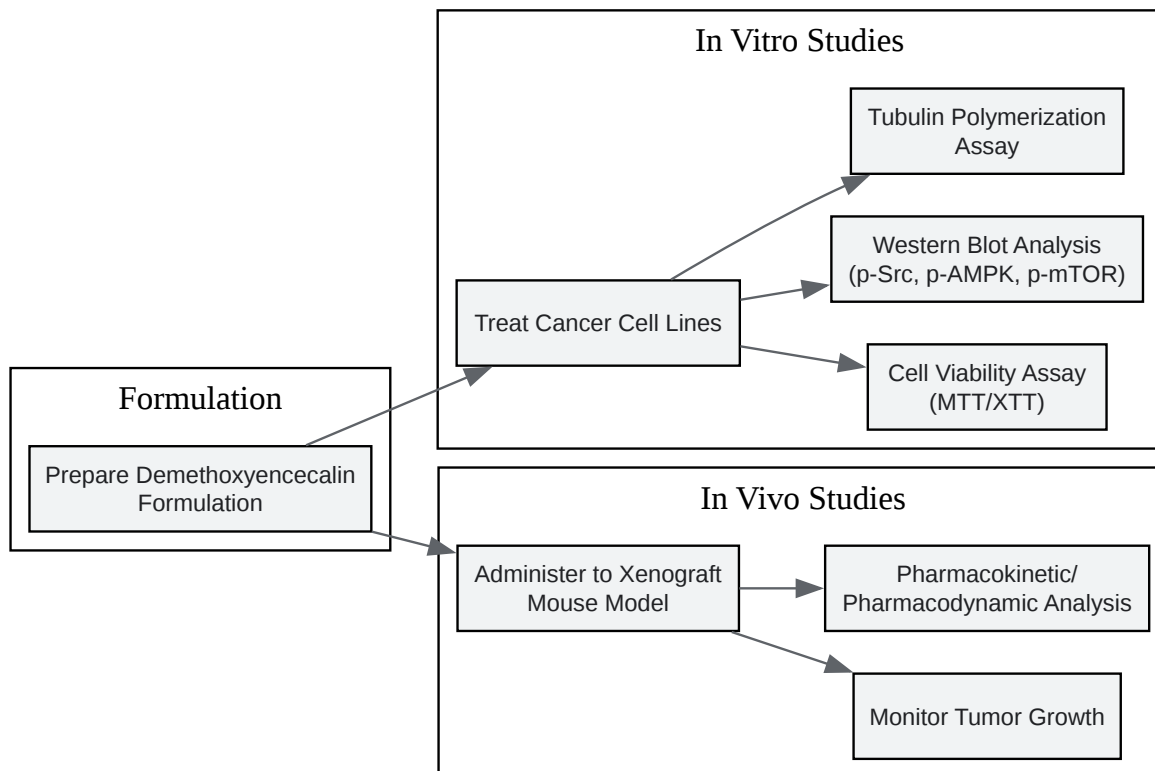 In Vitro Studies
Tubulin Polymerization
Assay
Western Blot Analysis
(p-Src, p-AMPK, p-mTOR)
Treat Cancer Cell Lines
Cell Viability Assay
(MTT/XTT)
Formulation
Prepare Demethoxyencecalin
Formulation
In Vivo Studies
Administer to Xenograft
Mouse Model
Pharmacokinetic/
Pharmacodynamic Analysis
Monitor Tumor Growth